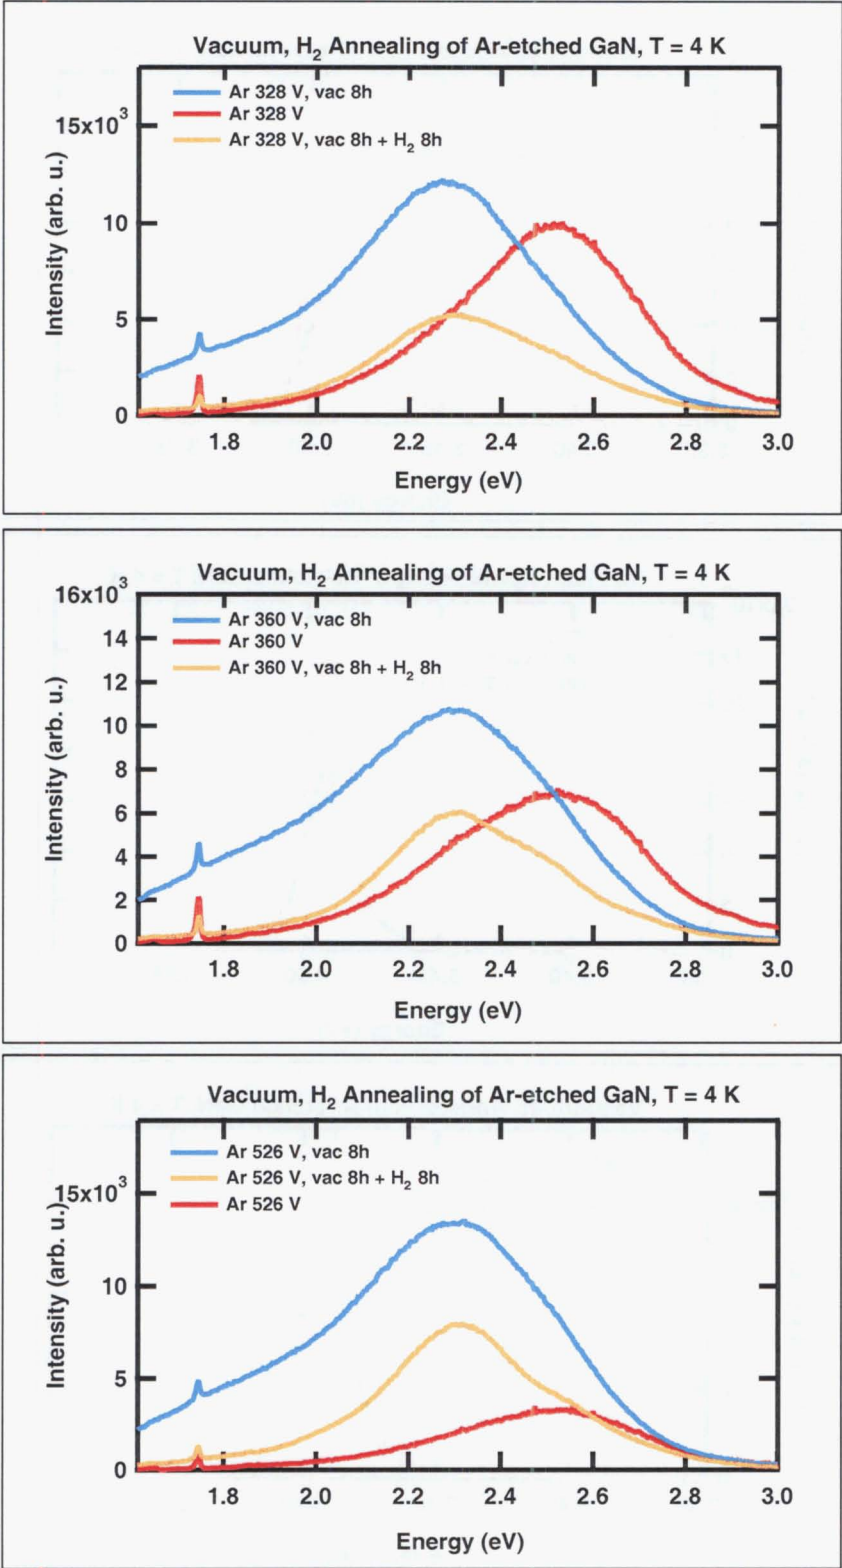 Vacuum, H2 Annealing of Ar-etched GaN, T = 4 K
Ar 328 V, vac 8h
Ar 328 V
Ar 328 V, vac 8h + H2 8h
15x10^3
10
5
0
Intensity (arb. u.)
1.8 2.0 2.2 2.4 2.6 2.8 3.0
Energy (eV)
Vacuum, H2 Annealing of Ar-etched GaN, T = 4 K
Ar 360 V, vac 8h
Ar 360 V
Ar 360 V, vac 8h + H2 8h
16x10^3
14
12
10
8
6
4
2
0
Intensity (arb. u.)
1.8 2.0 2.2 2.4 2.6 2.8 3.0
Energy (eV)
Vacuum, H2 Annealing of Ar-etched GaN, T = 4 K
Ar 526 V, vac 8h
Ar 526 V, vac 8h + H2 8h
Ar 526 V
15x10^3
10
5
0
Intensity (arb. u.)
1.8 2.0 2.2 2.4 2.6 2.8 3.0
Energy (eV)